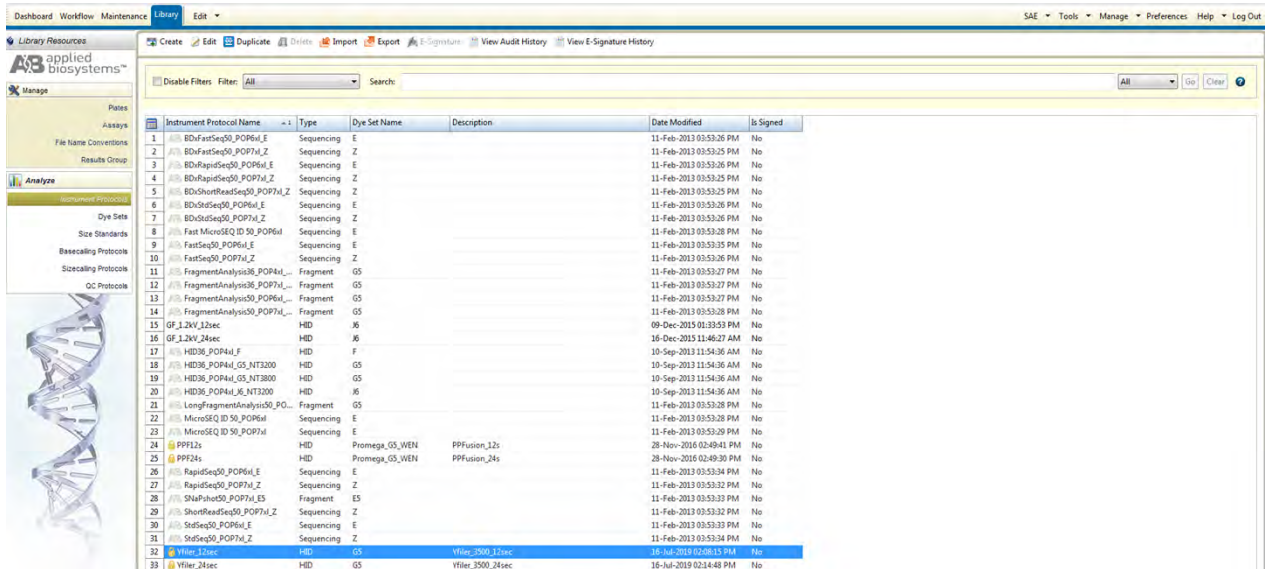 Dashboard Workflow Maintenance Library Edit SAE Tools Manage Preferences Help Log Out
Library Resources
Create Edit Duplicate Delete Import Export E-Signature View Audit History View E-Signature History
AB applied biosystems™
Disable Filters Filter: All Search: All Go Clear
Manage
Plates
Assays
File Name Conventions
Results Group
Analyze
Instrument Protocols
Dye Sets
Size Standards
Basecalling Protocols
Sizecalling Protocols
QC Protocols
Instrument Protocol Name Type Dye Set Name Description Date Modified Is Signed
1 BDxFastSeq50_POP6xl_E Sequencing E 11-Feb-2013 03:53:26 PM No
2 BDxFastSeq50_POP7xl_Z Sequencing Z 11-Feb-2013 03:53:25 PM No
3 BDxRapidSeq50_POP6xl_E Sequencing E 11-Feb-2013 03:53:26 PM No
4 BDxRapidSeq50_POP7xl_Z Sequencing Z 11-Feb-2013 03:53:25 PM No
5 BDxShortReadSeq50_POP7xl_Z Sequencing Z 11-Feb-2013 03:53:25 PM No
6 BDxStdSeq50_POP6xl_E Sequencing E 11-Feb-2013 03:53:26 PM No
7 BDxStdSeq50_POP7xl_Z Sequencing Z 11-Feb-2013 03:53:26 PM No
8 Fast MicroSEQ ID 50_POP6xl Sequencing E 11-Feb-2013 03:53:28 PM No
9 FastSeq50_POP6xl_E Sequencing E 11-Feb-2013 03:53:35 PM No
10 FastSeq50_POP7xl_Z Sequencing Z 11-Feb-2013 03:53:26 PM No
11 FragmentAnalysis36_POP4xl_... Fragment G5 11-Feb-2013 03:53:27 PM No
12 FragmentAnalysis36_POP7xl_... Fragment G5 11-Feb-2013 03:53:27 PM No
13 FragmentAnalysis50_POP6xl_... Fragment G5 11-Feb-2013 03:53:27 PM No
14 FragmentAnalysis50_POP7xl_... Fragment G5 11-Feb-2013 03:53:28 PM No
15 GF_1.2kV_12sec HID J6 09-Dec-2015 01:33:53 PM No
16 GF_1.2kV_24sec HID J6 16-Dec-2015 11:46:27 AM No
17 HID36_POP4xl_F HID F 10-Sep-2013 11:54:36 AM No
18 HID36_POP4xl_G5_NT3200 HID G5 10-Sep-2013 11:54:36 AM No
19 HID36_POP4xl_G5_NT3800 HID G5 10-Sep-2013 11:54:36 AM No
20 HID36_POP4xl_J6_NT3200 HID J6 10-Sep-2013 11:54:36 AM No
21 LongFragmentAnalysis50_PO... Fragment G5 11-Feb-2013 03:53:28 PM No
22 MicroSEQ ID 50_POP6xl Sequencing E 11-Feb-2013 03:53:28 PM No
23 MicroSEQ ID 50_POP7xl Sequencing E 11-Feb-2013 03:53:29 PM No
24 PPF12s HID Promega_G5_WEN PPFusion_12s 28-Nov-2016 02:49:41 PM No
25 PPF24s HID Promega_G5_WEN PPFusion_24s 28-Nov-2016 02:49:30 PM No
26 RapidSeq50_POP6xl_E Sequencing E 11-Feb-2013 03:53:34 PM No
27 RapidSeq50_POP7xl_Z Sequencing Z 11-Feb-2013 03:53:32 PM No
28 SNaPshot50_POP7xl_E5 Fragment E5 11-Feb-2013 03:53:33 PM No
29 ShortReadSeq50_POP7xl_Z Sequencing Z 11-Feb-2013 03:53:32 PM No
30 StdSeq50_POP6xl_E Sequencing E 11-Feb-2013 03:53:33 PM No
31 StdSeq50_POP7xl_Z Sequencing Z 11-Feb-2013 03:53:34 PM No
32 Yfiler_12sec HID G5 Yfiler_3500_12sec 16-Jul-2019 02:08:15 PM No
33 Yfiler_24sec HID G5 Yfiler_3500_24sec 16-Jul-2019 02:14:48 PM No